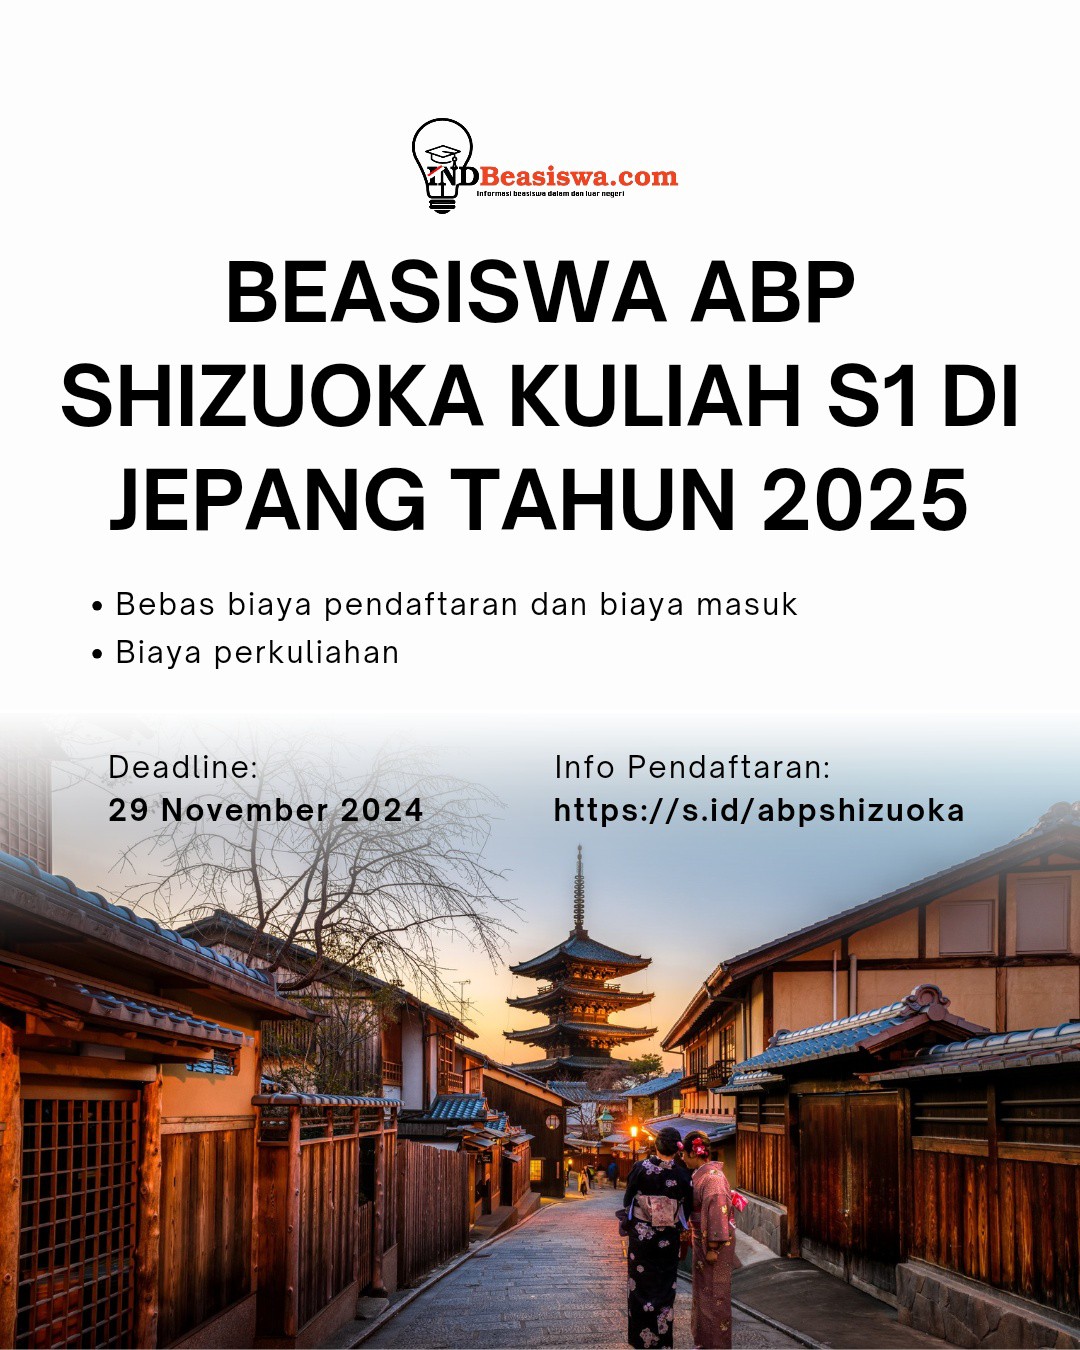 INDBeasiswa.com
Informasi beasiswa dalam dan luar negeri
BEASISWA ABP
SHIZUOKA KULIAH S1 DI
JEPANG TAHUN 2025
• Bebas biaya pendaftaran dan biaya masuk
• Biaya perkuliahan
Deadline:
29 November 2024
Info Pendaftaran:
https://s.id/abpshizuoka